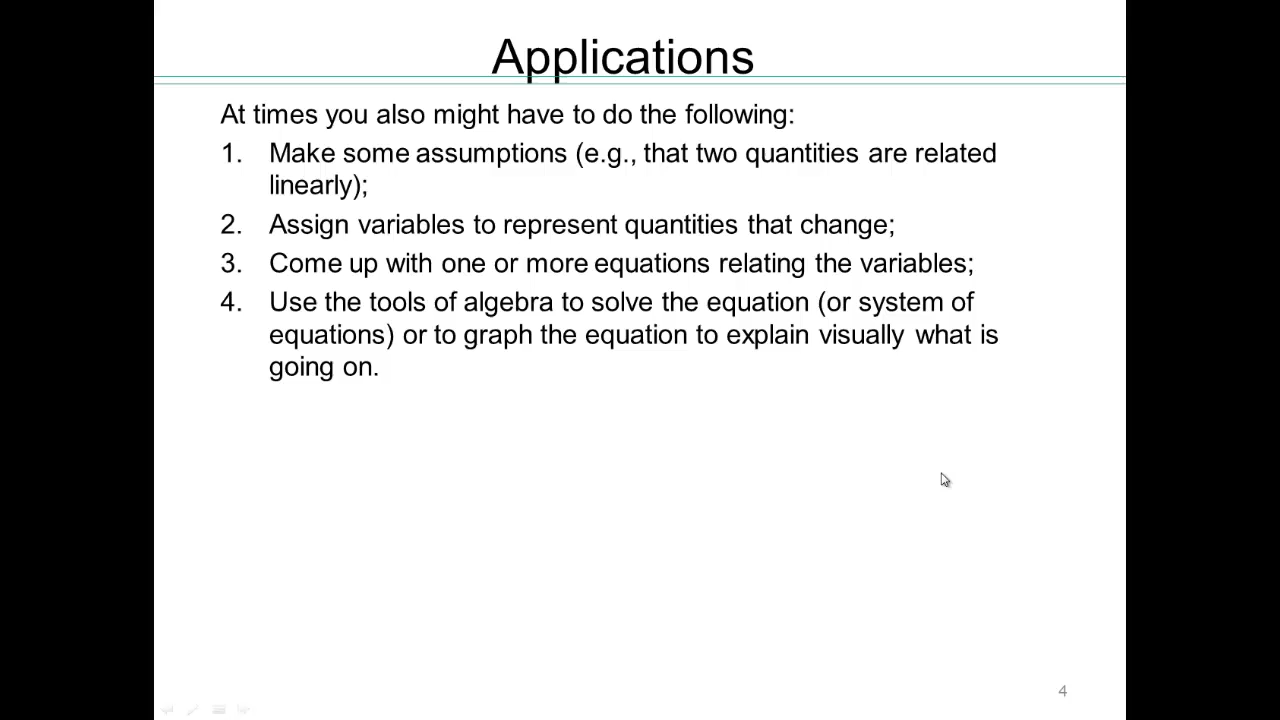 Applications
At times you also might have to do the following:
1. Make some assumptions (e.g., that two quantities are related
linearly);
2. Assign variables to represent quantities that change;
3. Come up with one or more equations relating the variables;
4. Use the tools of algebra to solve the equation (or system of
equations) or to graph the equation to explain visually what is
going on.
4